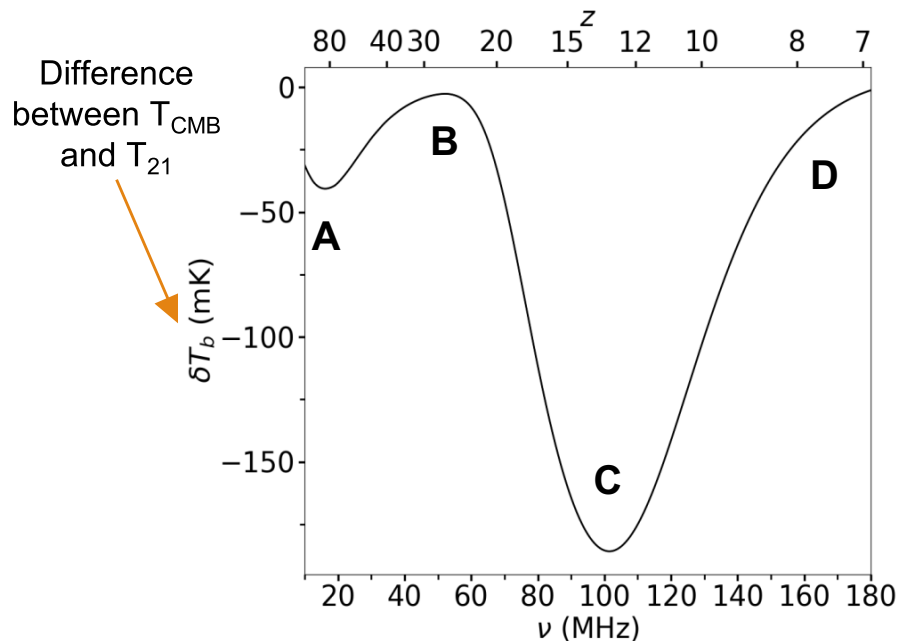 z
80 40 30 20 15 12 10 8 7
Difference
between T_CMB
and T_21
0
−50
−100
−150
δT_b (mK)
A
B
C
D
20 40 60 80 100 120 140 160 180
ν (MHz)